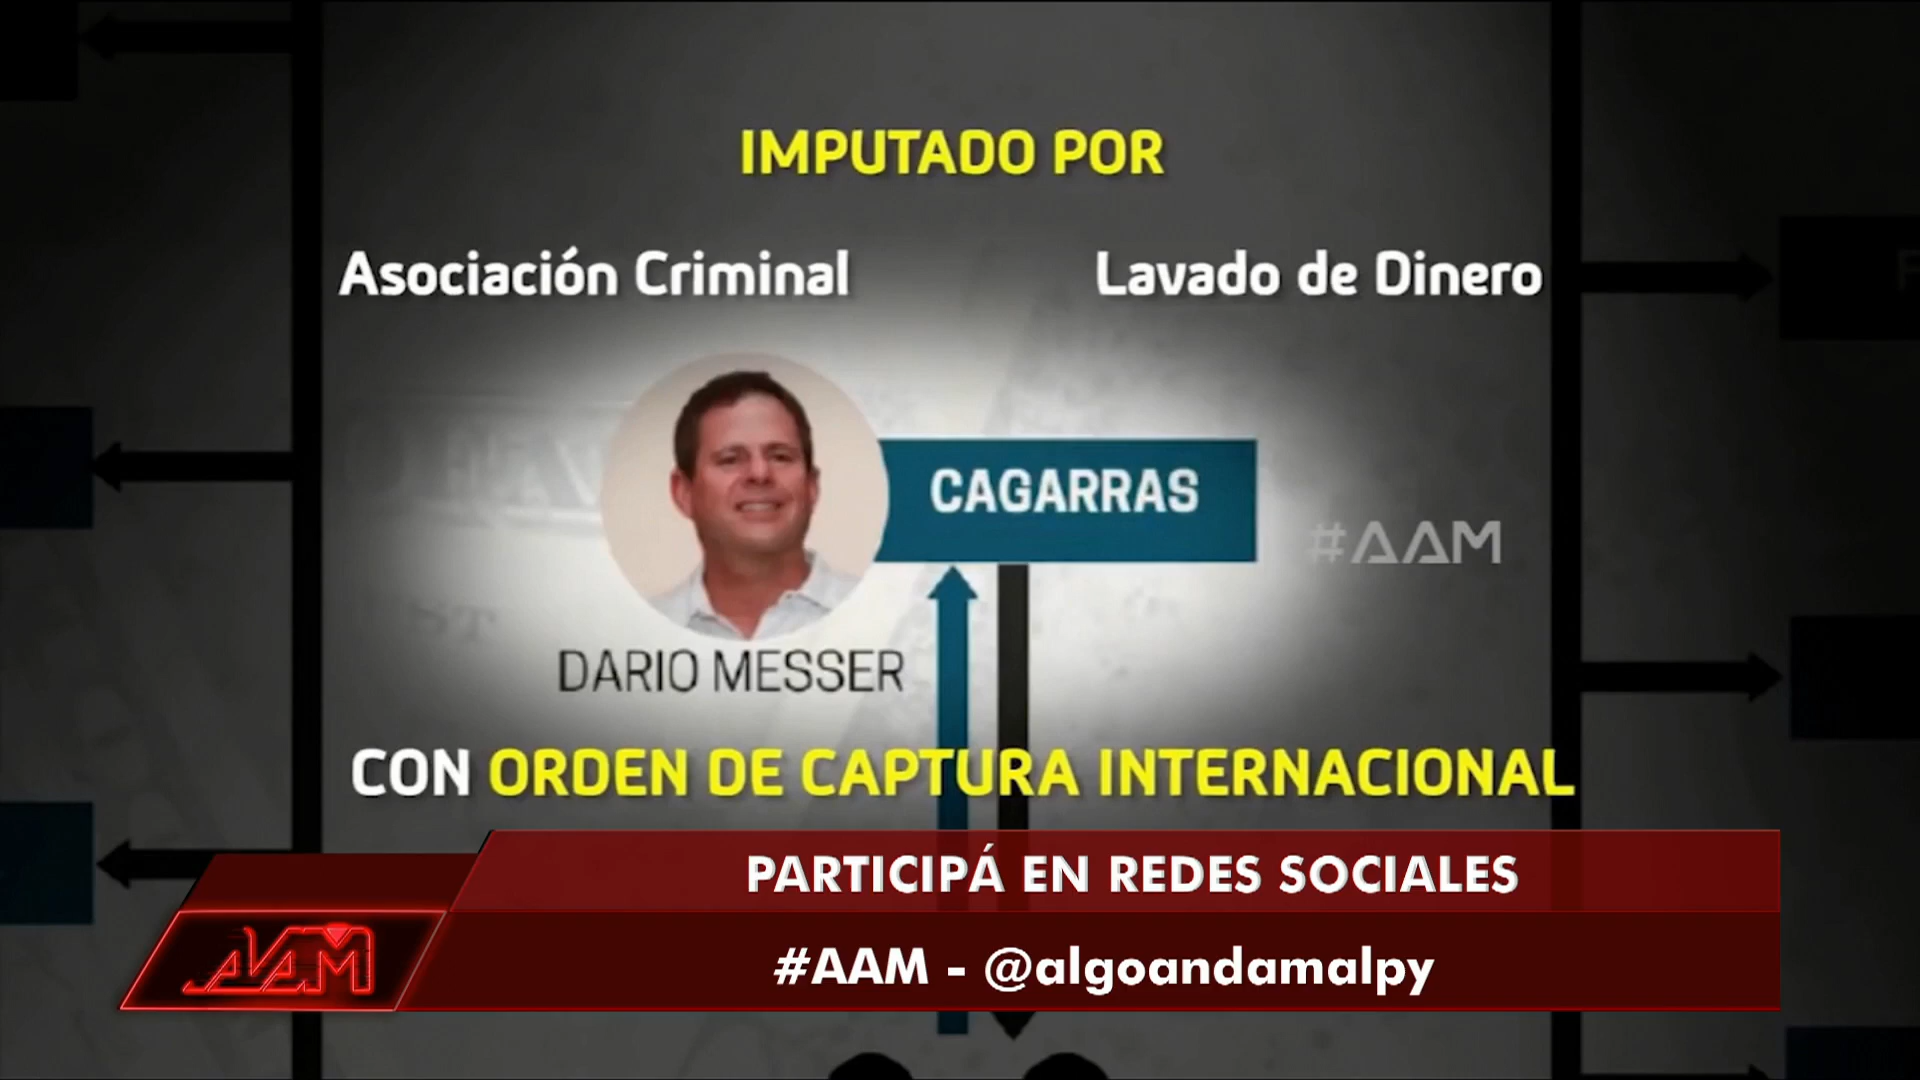 IMPUTADO POR
Asociación Criminal
Lavado de Dinero
CAGARRAS
#AAM
DARIO MESSER
CON ORDEN DE CAPTURA INTERNACIONAL
PARTICIPÁ EN REDES SOCIALES
AAM
#AAM - @algoandamalpy